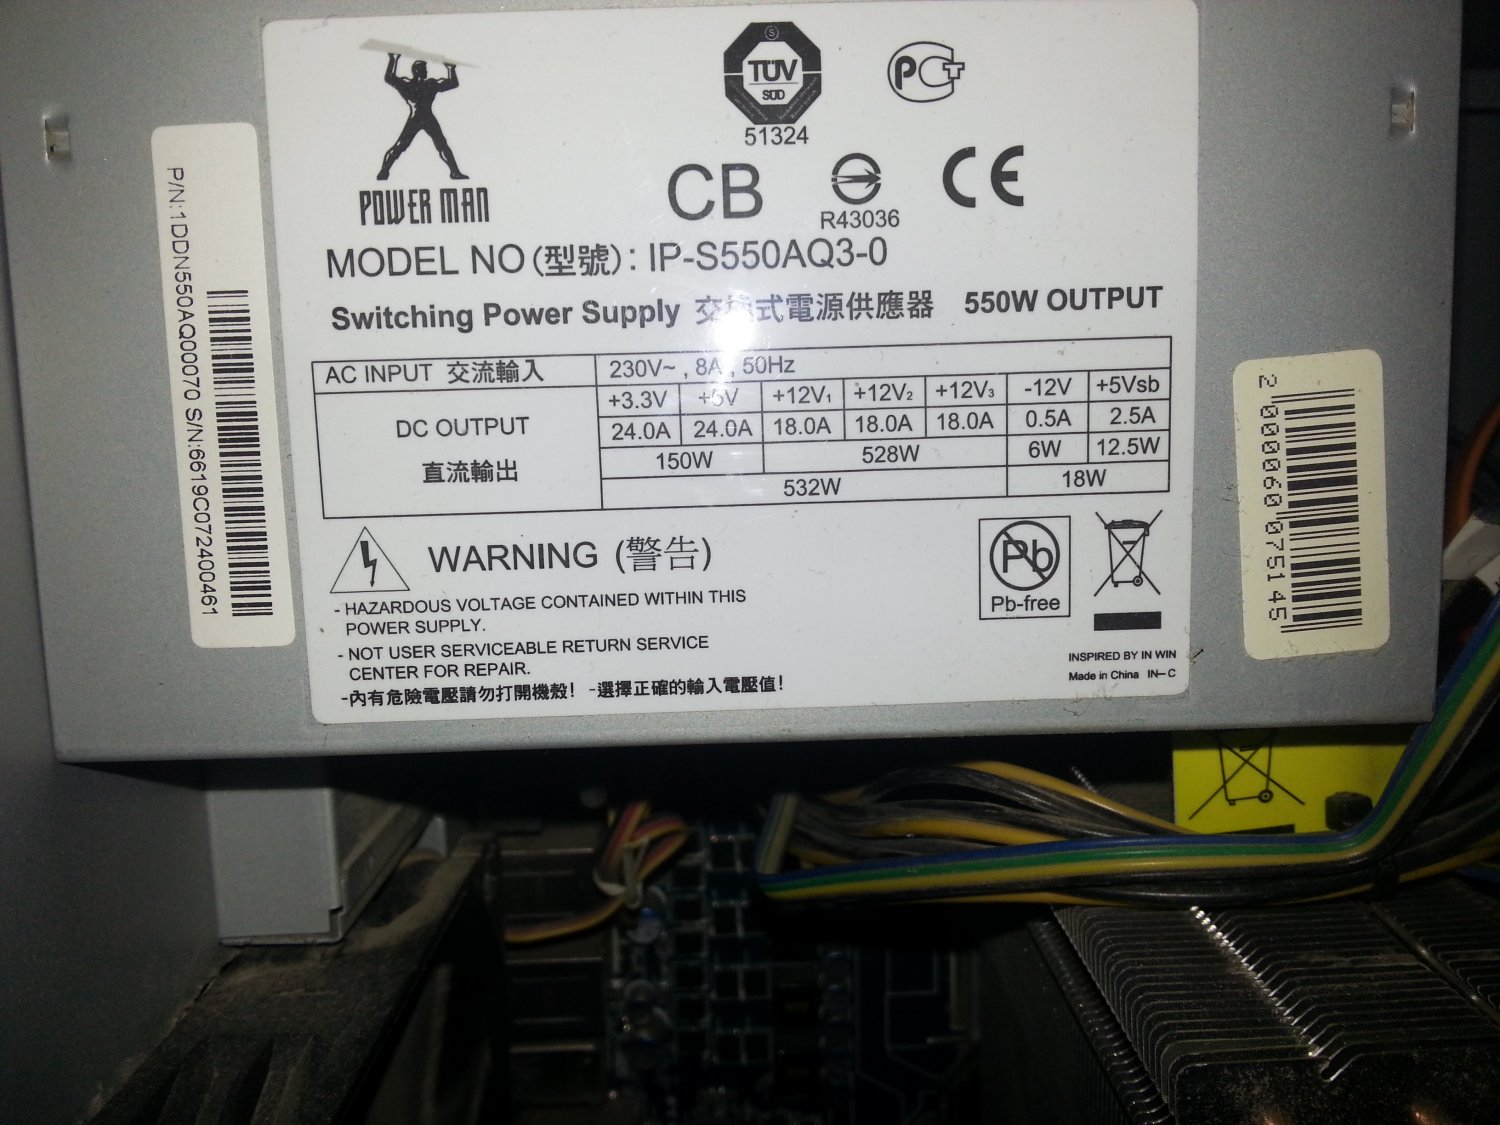 P/N:1DDN550AQ00070 S/N:6619C072400461
POWER MAN
TÜV
SÜD
51324
PCT
CB
R43036
CE
MODEL NO (型號) : IP-S550AQ3-0
Switching Power Supply 交換式電源供應器 550W OUTPUT
AC INPUT 交流輸入 230V~ , 8A , 50Hz
DC OUTPUT
直流輸出
+3.3V +5V +12V₁ +12V₂ +12V₃ -12V +5Vsb
24.0A 24.0A 18.0A 18.0A 18.0A 0.5A 2.5A
150W 528W 6W 12.5W
532W 18W
WARNING (警告)
- HAZARDOUS VOLTAGE CONTAINED WITHIN THIS
POWER SUPPLY.
- NOT USER SERVICEABLE RETURN SERVICE
CENTER FOR REPAIR.
-內有危險電壓請勿打開機殼! -選擇正確的輸入電壓值!
Pb
Pb-free
INSPIRED BY IN WIN
Made in China IN-C
2 000060 075145